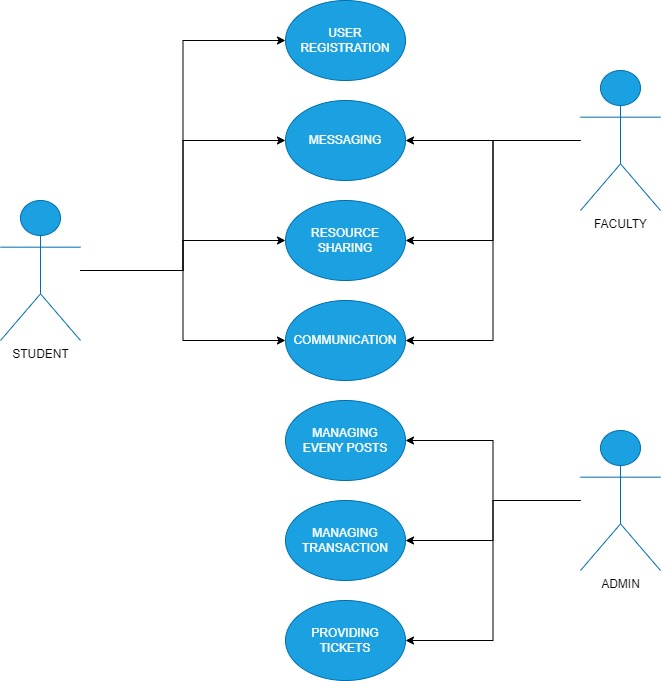 USER
REGISTRATION
MESSAGING
FACULTY
RESOURCE
SHARING
STUDENT
COMMUNICATION
MANAGING
EVENY POSTS
MANAGING
TRANSACTION
ADMIN
PROVIDING
TICKETS